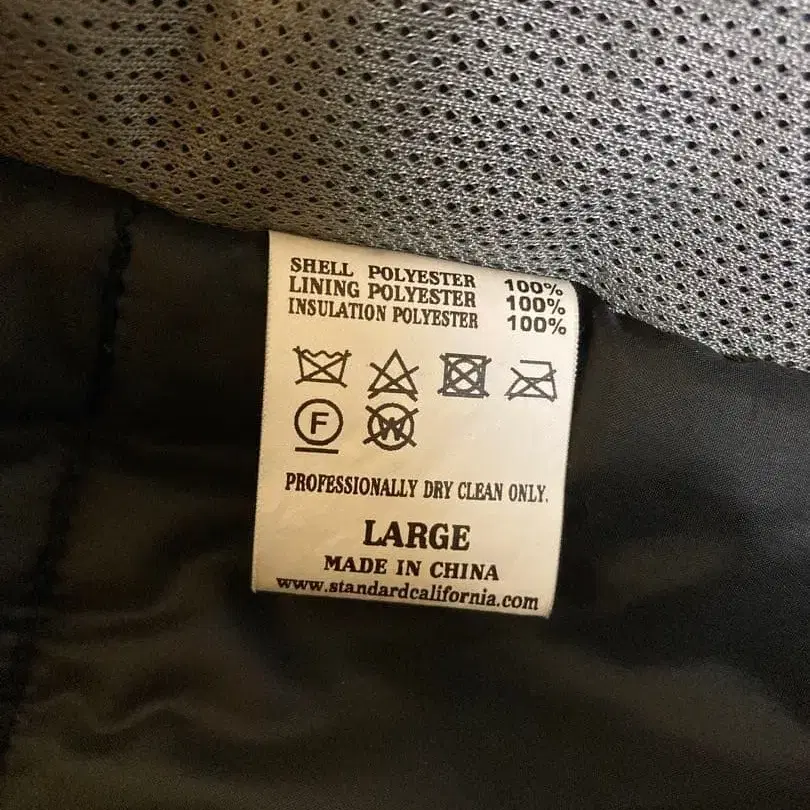 SHELL POLYESTER 100%
LINING POLYESTER 100%
INSULATION POLYESTER 100%
F W
PROFESSIONALLY DRY CLEAN ONLY.
LARGE
MADE IN CHINA
www.standardcalifornia.com